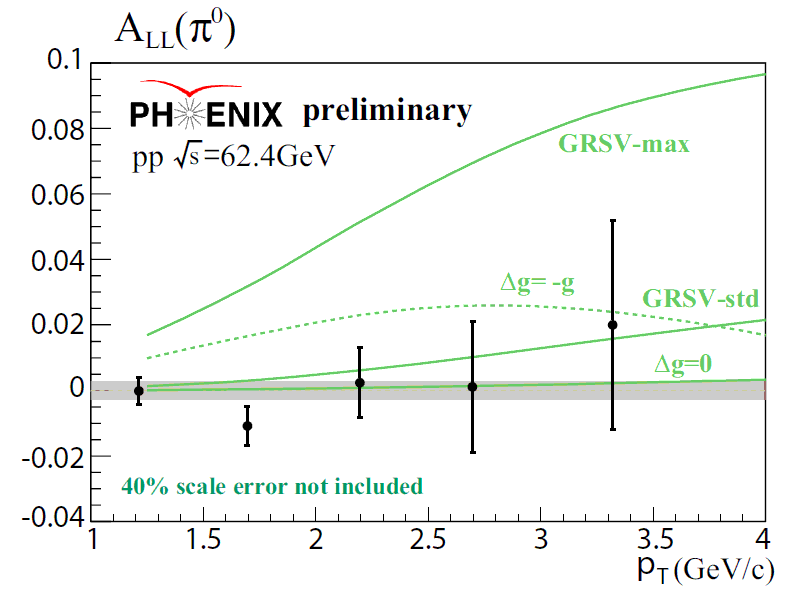 A_LL(π⁰)
0.1
PHENIX preliminary
0.08
GRSV-max
pp √s=62.4GeV
0.06
0.04
Δg= -g
GRSV-std
0.02
Δg=0
0
-0.02
40% scale error not included
-0.04
1 1.5 2 2.5 3 3.5 4
p_T(GeV/c)